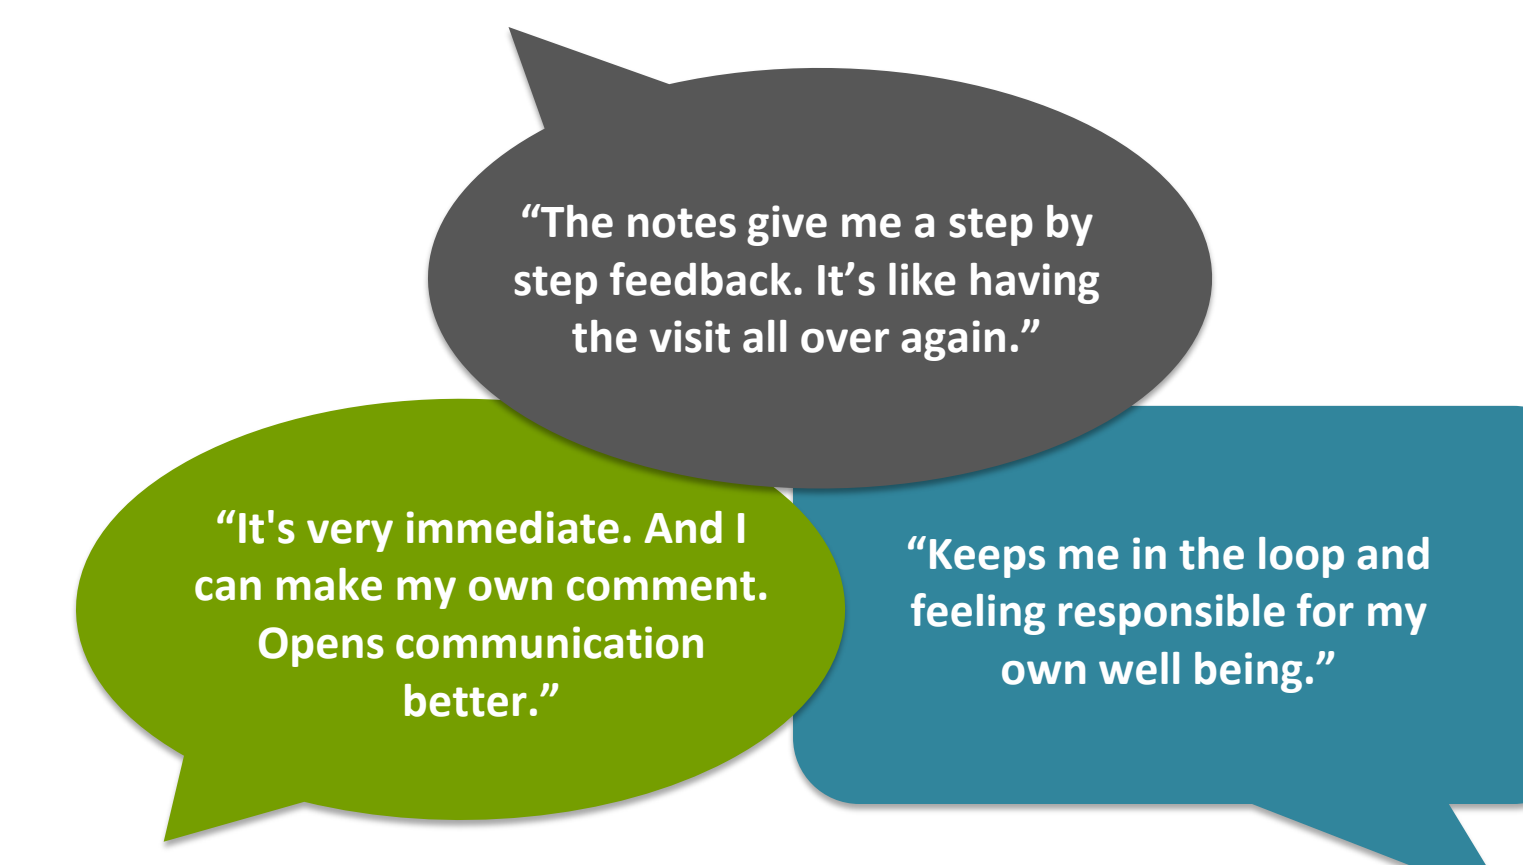 “The notes give me a step by
step feedback. It’s like having
the visit all over again.”
“It's very immediate. And I
can make my own comment.
Opens communication
better.”
“Keeps me in the loop and
feeling responsible for my
own well being.”